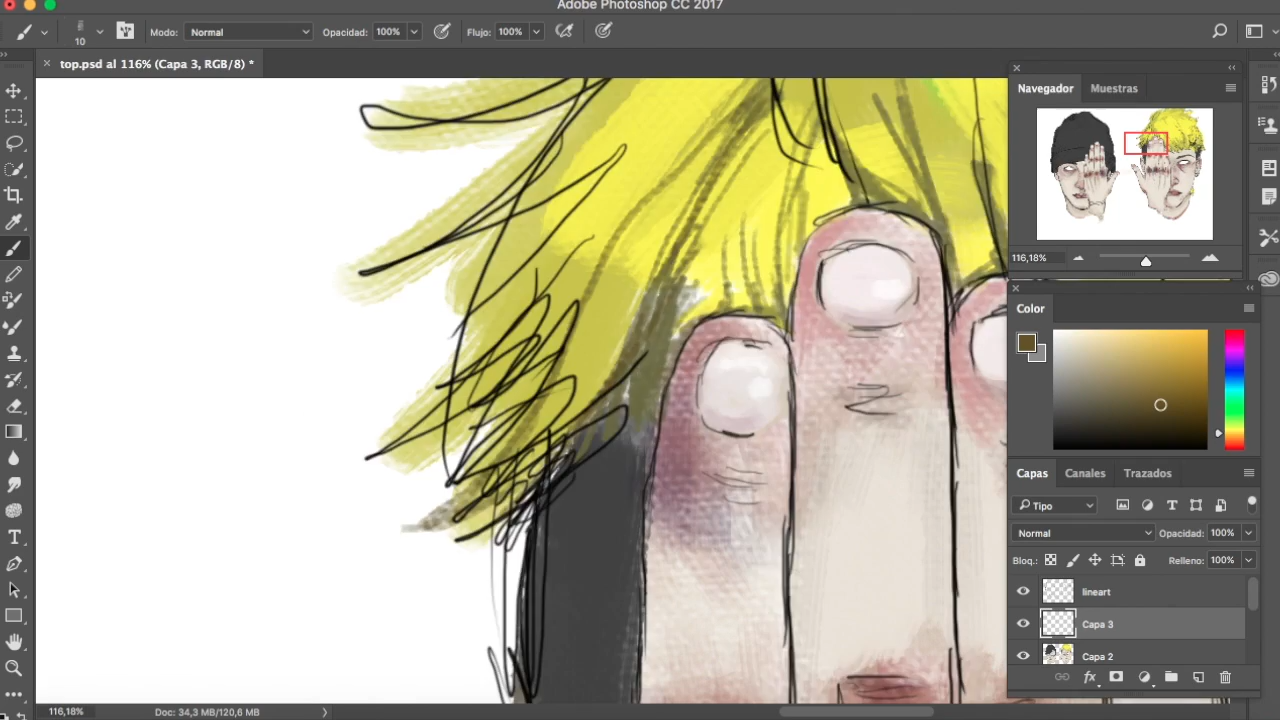 Adobe Photoshop CC 2017
10 Modo: Normal Opacidad: 100% Flujo: 100%
top.psd al 116% (Capa 3, RGB/8) *
Navegador Muestras
116,18%
Color
Capas Canales Trazados
Tipo
Normal Opacidad: 100%
Bloq.: Relleno: 100%
lineart
Capa 3
Capa 2
fx
116,18% Doc: 34,3 MB/120,6 MB